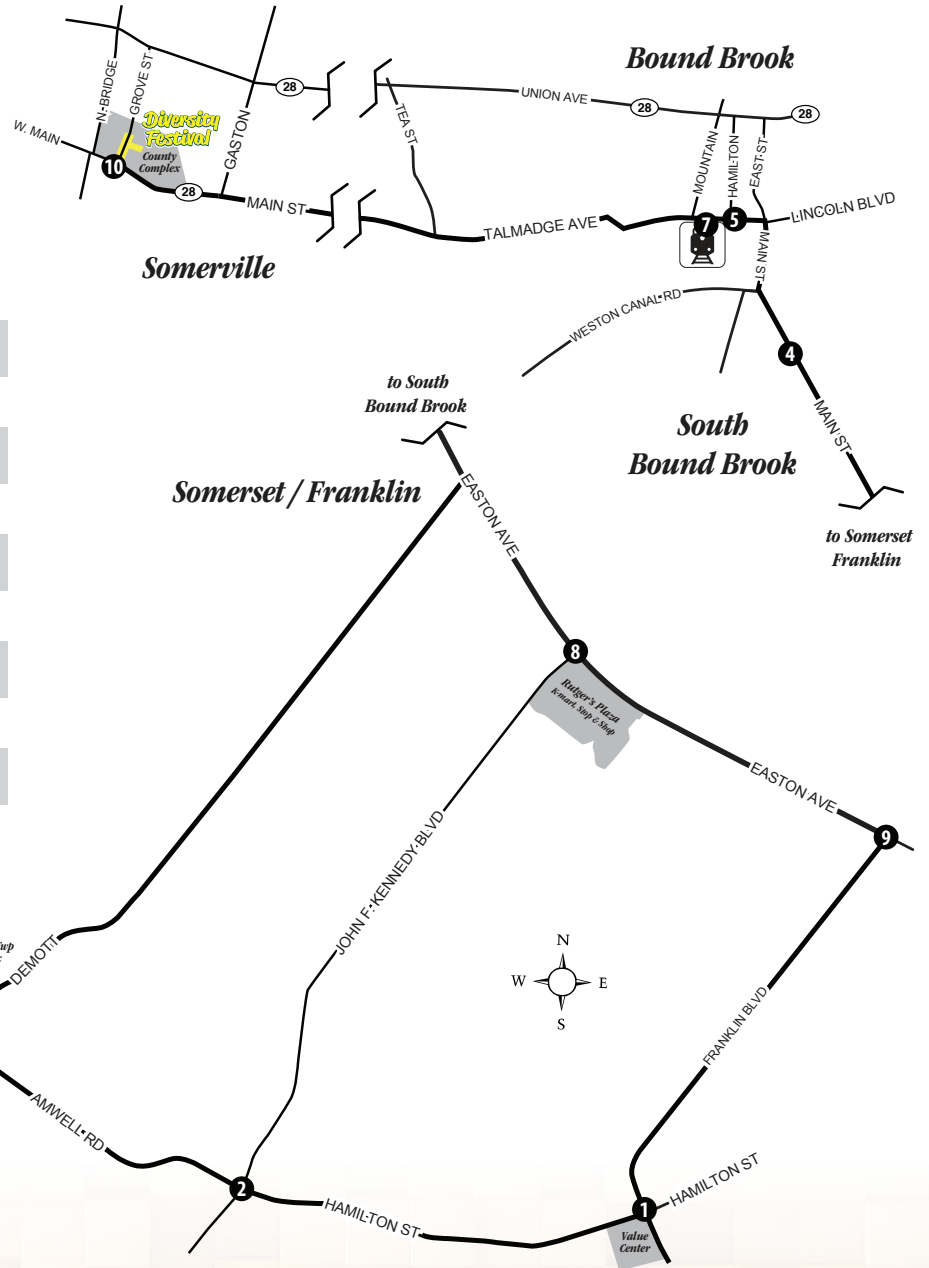 Bound Brook
N. BRIDGE
GROVE ST
W. MAIN
Diversity
Festival
County
Complex
10
GASTON
28
28
MAIN ST
TEA ST
UNION AVE
28
28
MOUNTAIN
HAMILTON
EAST ST
LINCOLN BLVD
TALMADGE AVE
7
5
MAIN ST
Somerville
WESTON CANAL RD
4
MAIN ST
South
Bound Brook
to Somerset
Franklin
to South
Bound Brook
Somerset / Franklin
EASTON AVE
8
Rutger's Plaza
K-mart, Stop & Shop
EASTON AVE
9
JOHN F. KENNEDY BLVD
DEMOTT
N
W
E
S
FRANKLIN BLVD
AMWELL RD
2
HAMILTON ST
1
HAMILTON ST
Value
Center